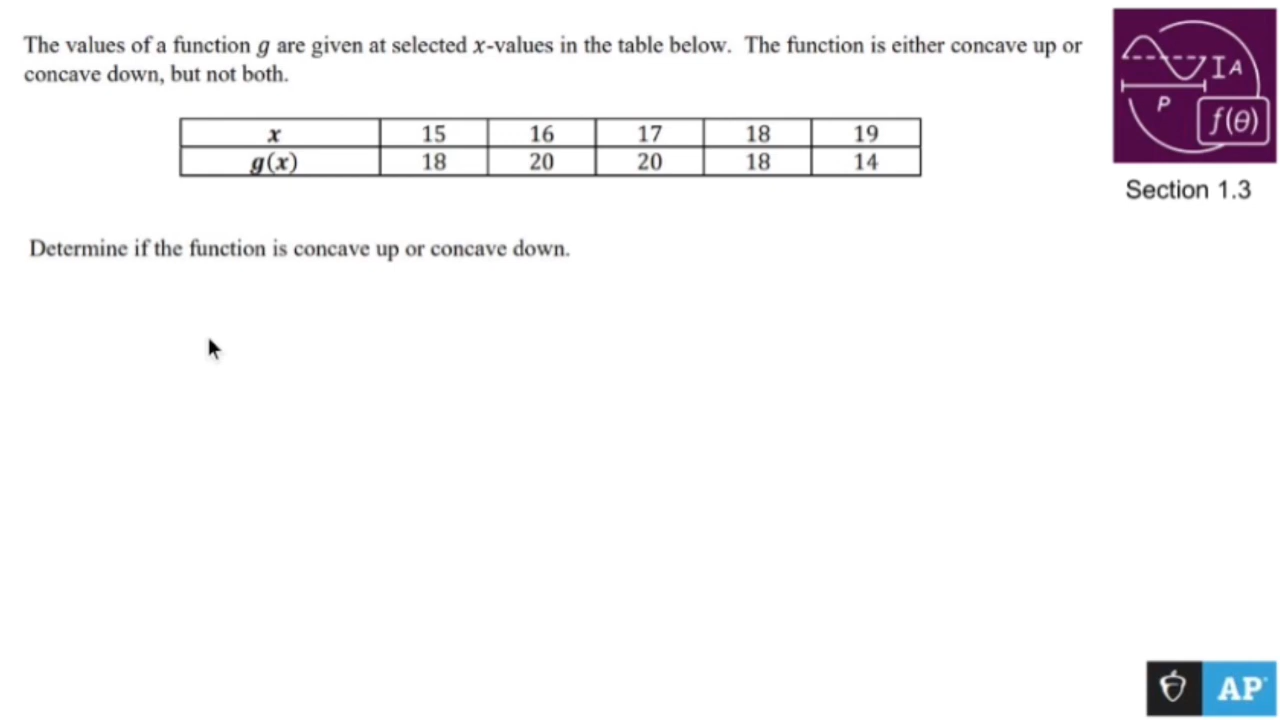 The values of a function g are given at selected x-values in the table below. The function is either concave up or
concave down, but not both.
x 15 16 17 18 19
g(x) 18 20 20 18 14
I A
P
f(θ)
Section 1.3
Determine if the function is concave up or concave down.
AP